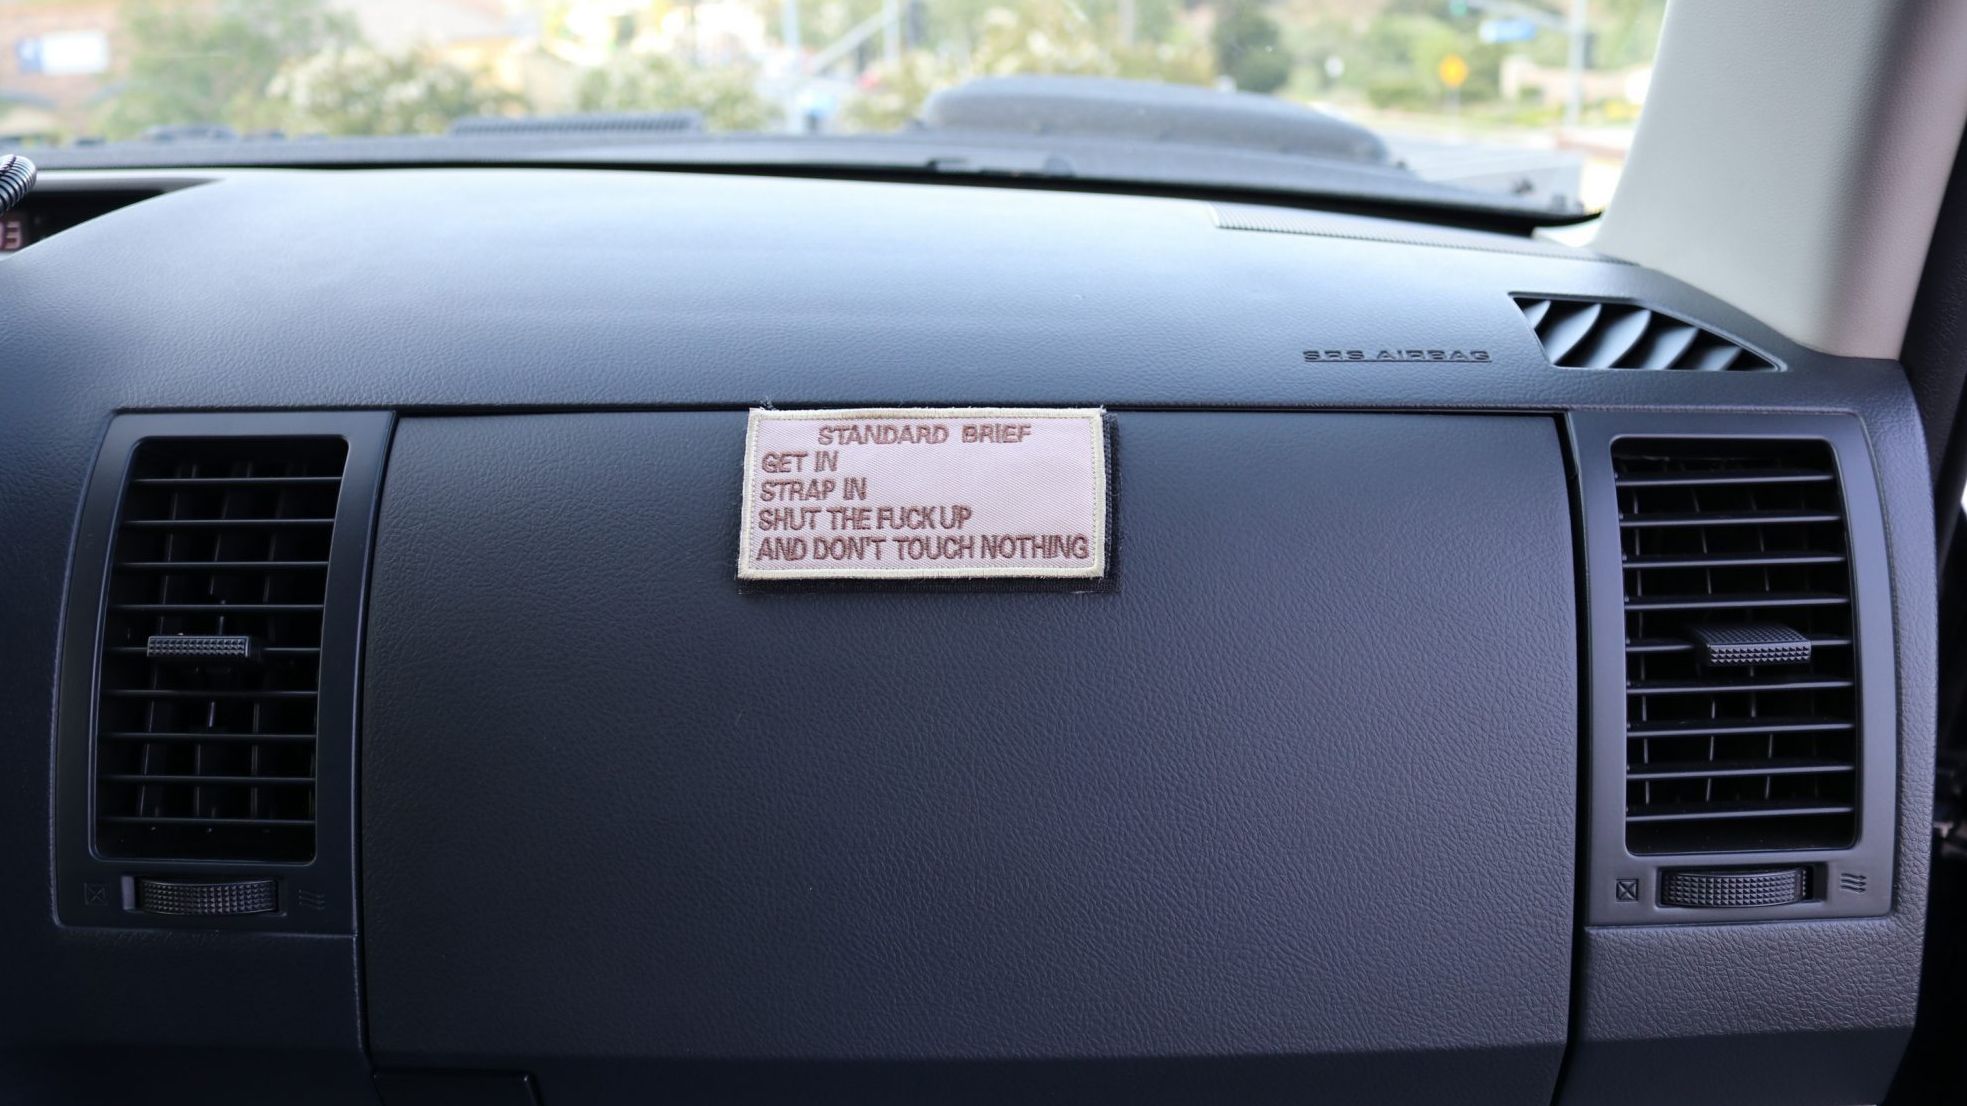 STANDARD BRIEF
GET IN
STRAP IN
SHUT THE FUCK UP
AND DON'T TOUCH NOTHING
SRS AIRBAG